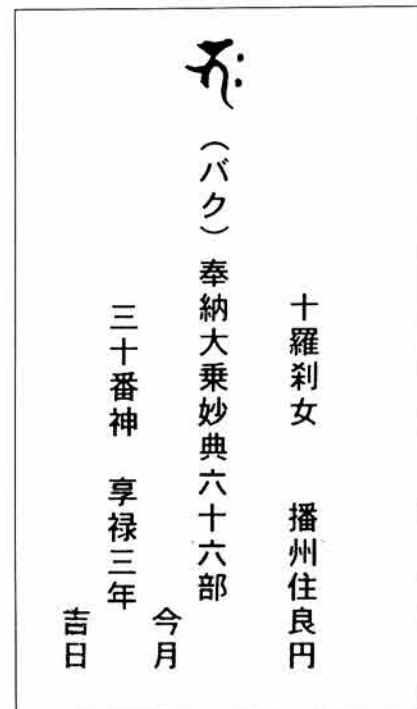 十羅刹女　播州住良円
（バク）奉納大乗妙典六十六部
今月
三十番神　享禄三年
吉日